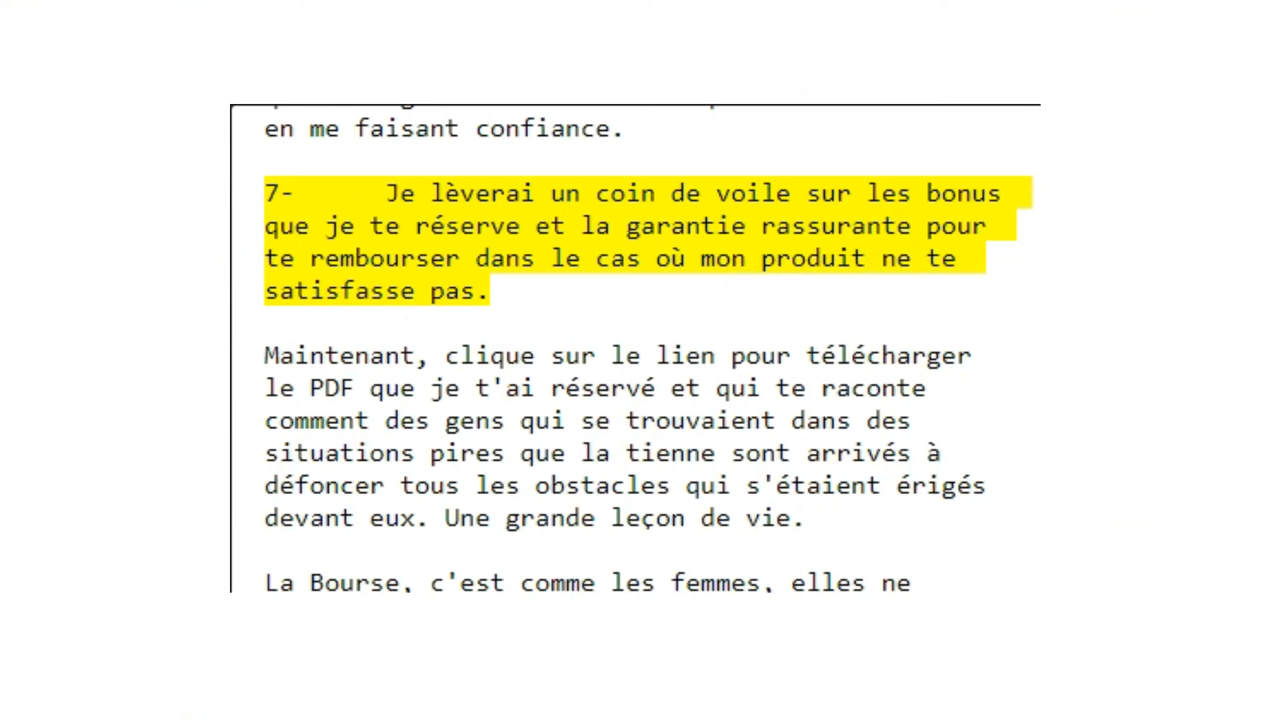 en me faisant confiance.
7- Je lèverai un coin de voile sur les bonus
que je te réserve et la garantie rassurante pour
te rembourser dans le cas où mon produit ne te
satisfasse pas.
Maintenant, clique sur le lien pour télécharger
le PDF que je t'ai réservé et qui te raconte
comment des gens qui se trouvaient dans des
situations pires que la tienne sont arrivés à
défoncer tous les obstacles qui s'étaient érigés
devant eux. Une grande leçon de vie.
La Bourse, c'est comme les femmes, elles ne